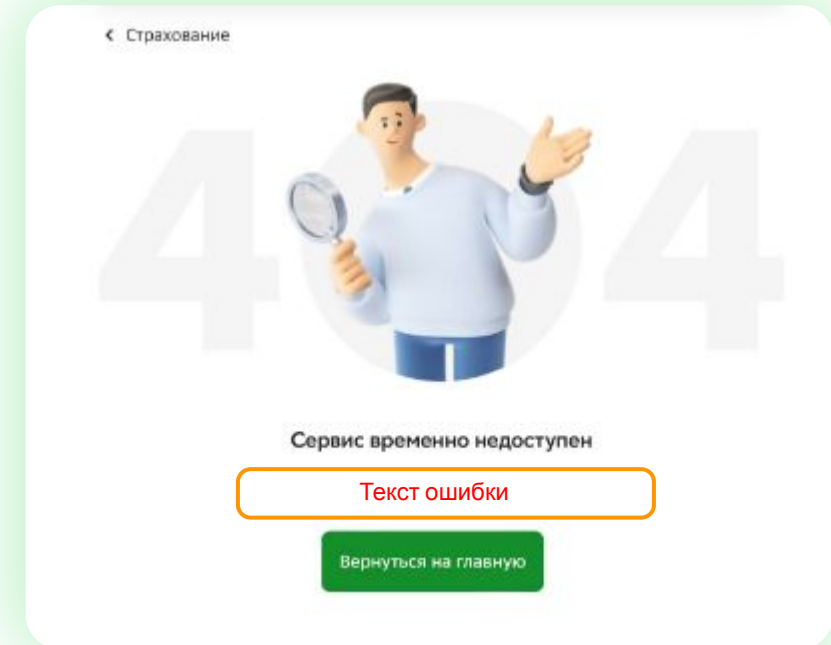 Страхование
404
Сервис временно недоступен
Текст ошибки
Вернуться на главную